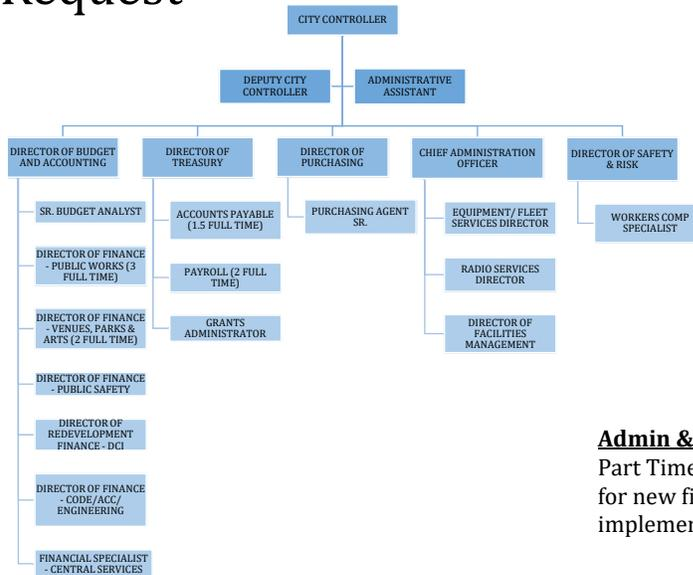 Request
CITY CONTROLLER
DEPUTY CITY
CONTROLLER
ADMINISTRATIVE
ASSISTANT
DIRECTOR OF BUDGET
AND ACCOUNTING
DIRECTOR OF
TREASURY
DIRECTOR OF
PURCHASING
CHIEF ADMINISTRATION
OFFICER
DIRECTOR OF SAFETY
& RISK
SR. BUDGET ANALYST
DIRECTOR OF FINANCE
- PUBLIC WORKS (3
FULL TIME)
DIRECTOR OF FINANCE
- VENUES, PARKS &
ARTS (2 FULL TIME)
DIRECTOR OF FINANCE
- PUBLIC SAFETY
DIRECTOR OF
REDEVELOPMENT
FINANCE - DCI
DIRECTOR OF FINANCE
- CODE/ACC/
ENGINEERING
FINANCIAL SPECIALIST
- CENTRAL SERVICES
ACCOUNTS PAYABLE
(1.5 FULL TIME)
PAYROLL (2 FULL
TIME)
GRANTS
ADMINISTRATOR
PURCHASING AGENT
SR.
EQUIPMENT/ FLEET
SERVICES DIRECTOR
RADIO SERVICES
DIRECTOR
DIRECTOR OF
FACILITIES
MANAGEMENT
WORKERS COMP
SPECIALIST
Admin &
Part Time
for new fi
implemen